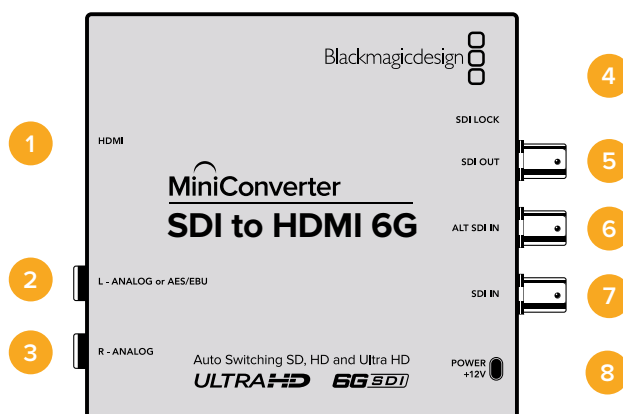 Blackmagicdesign
4
SDI LOCK
1
HDMI
SDI OUT
5
MiniConverter
SDI to HDMI 6G
ALT SDI IN
6
2
L - ANALOG or AES/EBU
SDI IN
7
3
R - ANALOG
Auto Switching SD, HD and Ultra HD
ULTRA HD 6G SDI
POWER
+12V
8